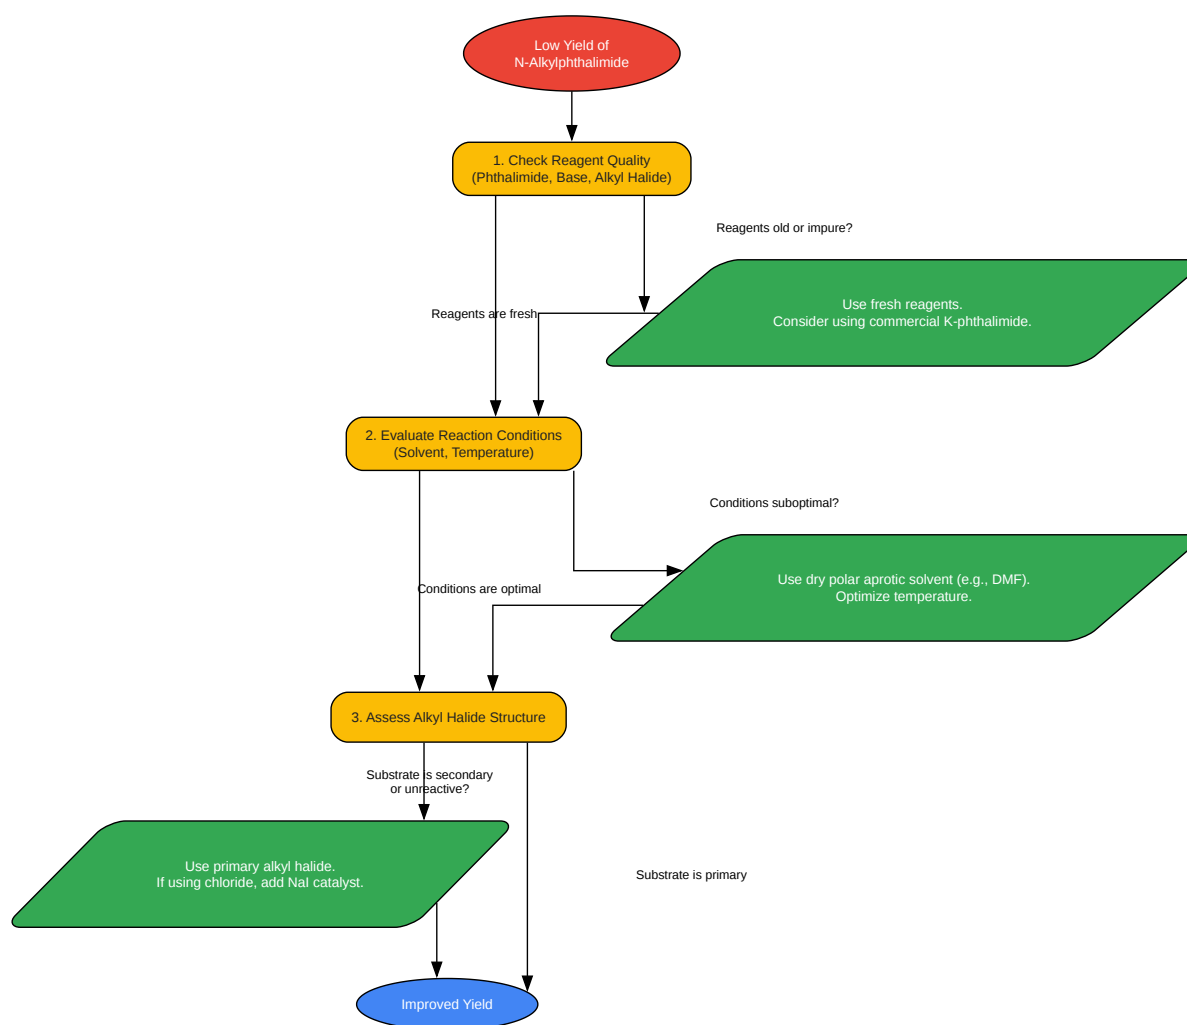 Low Yield of
N-Alkylphthalimide
1. Check Reagent Quality
(Phthalimide, Base, Alkyl Halide)
Reagents old or impure?
Use fresh reagents.
Consider using commercial K-phthalimide.
Reagents are fresh
2. Evaluate Reaction Conditions
(Solvent, Temperature)
Conditions suboptimal?
Use dry polar aprotic solvent (e.g., DMF).
Optimize temperature.
Conditions are optimal
3. Assess Alkyl Halide Structure
Substrate is secondary
or unreactive?
Use primary alkyl halide.
If using chloride, add NaI catalyst.
Substrate is primary
Improved Yield